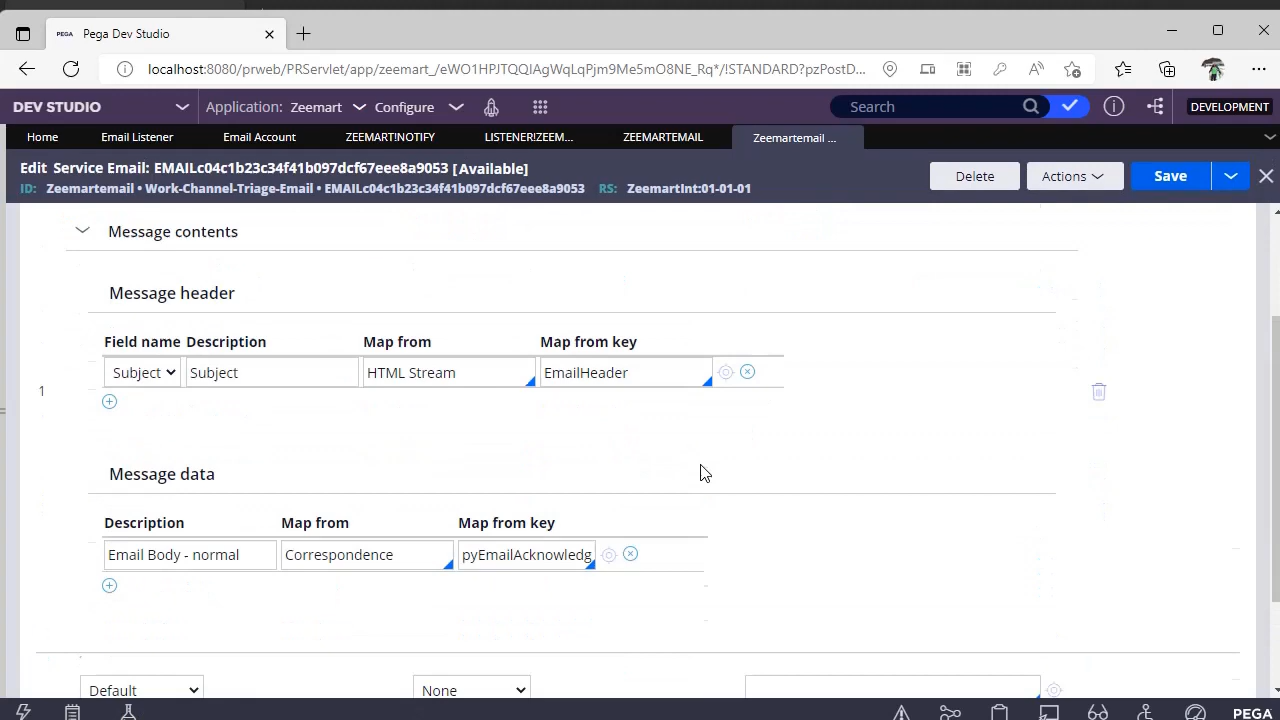 PEGA Pega Dev Studio
localhost:8080/prweb/PRServlet/app/zeemart_/eWO1HPJTOQIAgWqLqPjm9Me5mO8NE_Rq*/!STANDARD?pzPostD...
DEV STUDIO Application: Zeemart Configure Search DEVELOPMENT
Home Email Listener Email Account ZEEMART!NOTIFY LISTENER!ZEEM... ZEEMARTEMAIL Zeemartemail ...
Edit Service Email: EMAILc04c1b23c34f41b097dcf67eee8a9053 [Available]
ID: Zeemartemail • Work-Channel-Triage-Email • EMAILc04c1b23c34f41b097dcf67eee8a9053 RS: ZeemartInt:01-01-01
Delete Actions Save
Message contents
Message header
Field name Description Map from Map from key
Subject Subject HTML Stream EmailHeader
1
Message data
Description Map from Map from key
Email Body - normal Correspondence pyEmailAcknowledg
Default None
PEGA